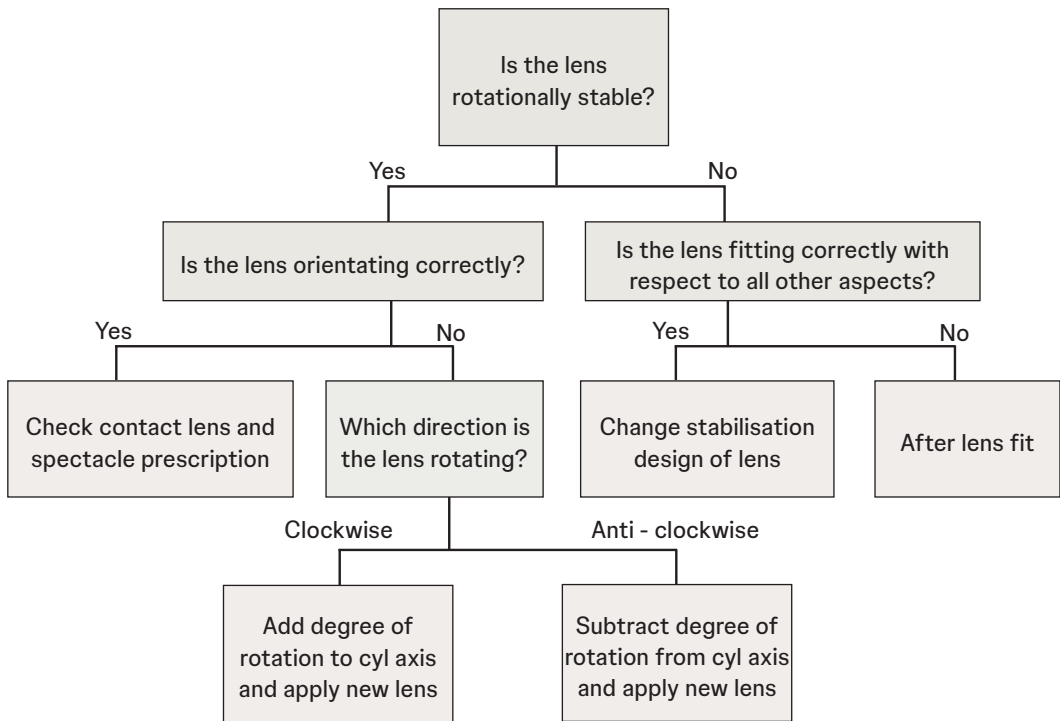 Is the lens
rotationally stable?
Yes
No
Is the lens orientating correctly?
Is the lens fitting correctly with
respect to all other aspects?
Yes
No
Yes
No
Check contact lens and
spectacle prescription
Which direction is
the lens rotating?
Change stabilisation
design of lens
After lens fit
Clockwise
Anti - clockwise
Add degree of
rotation to cyl axis
and apply new lens
Subtract degree of
rotation from cyl axis
and apply new lens